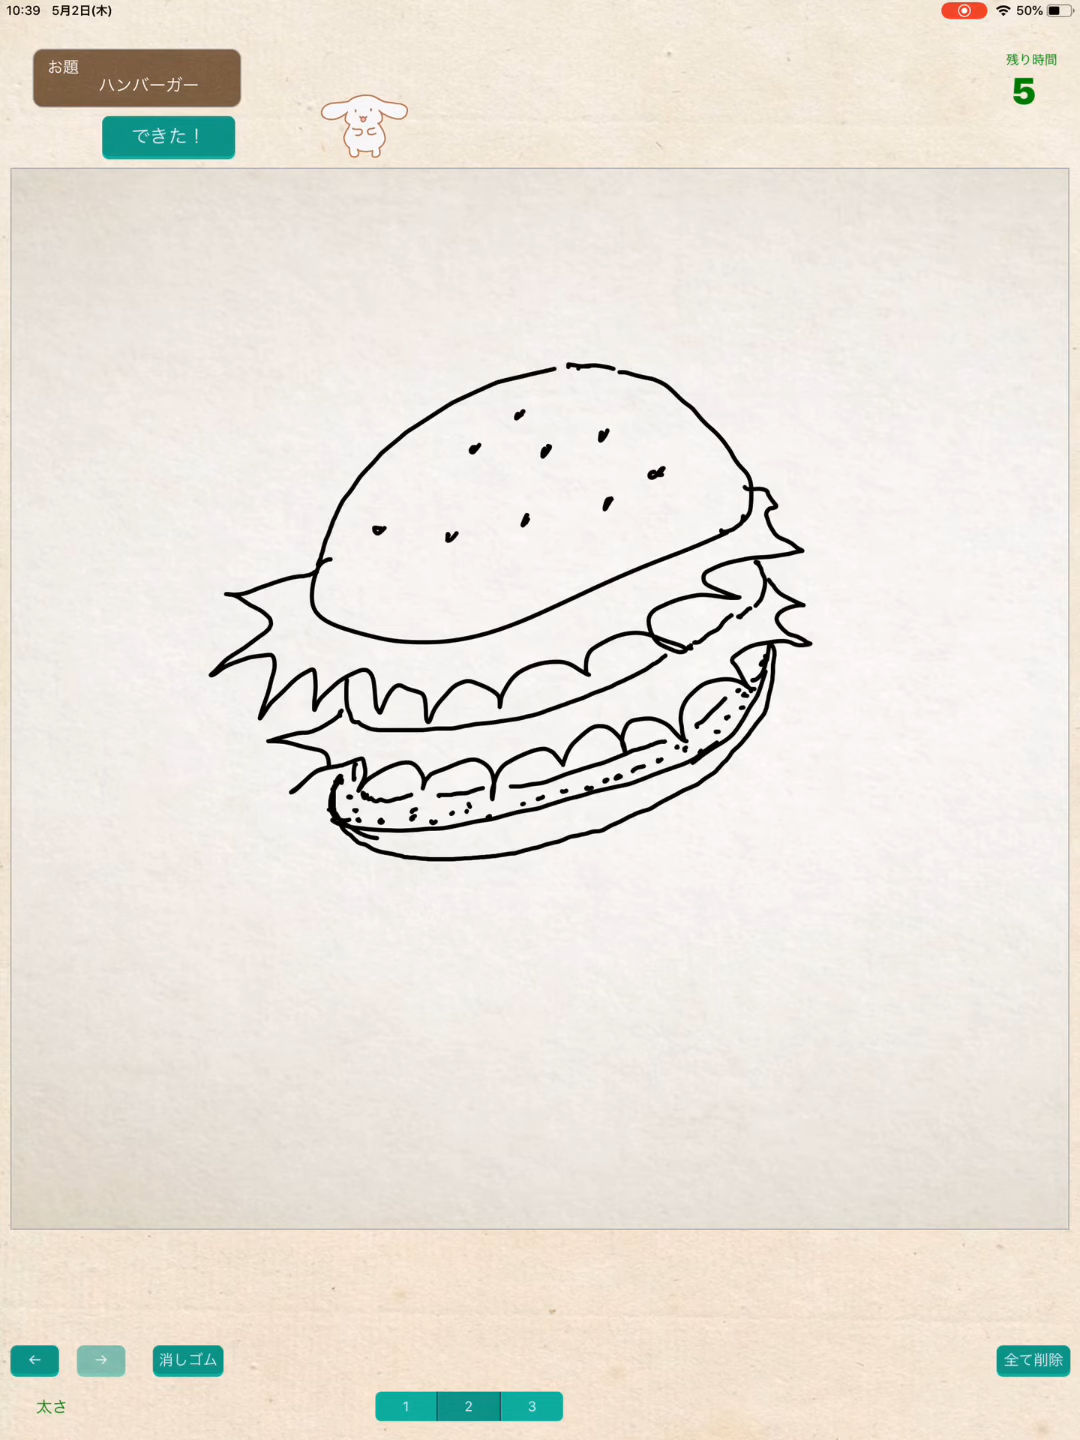 10:39 5月2日(木)
50%
お題
ハンバーガー
残り時間
5
できた！
← → 消しゴム 全て削除
太さ 1 2 3